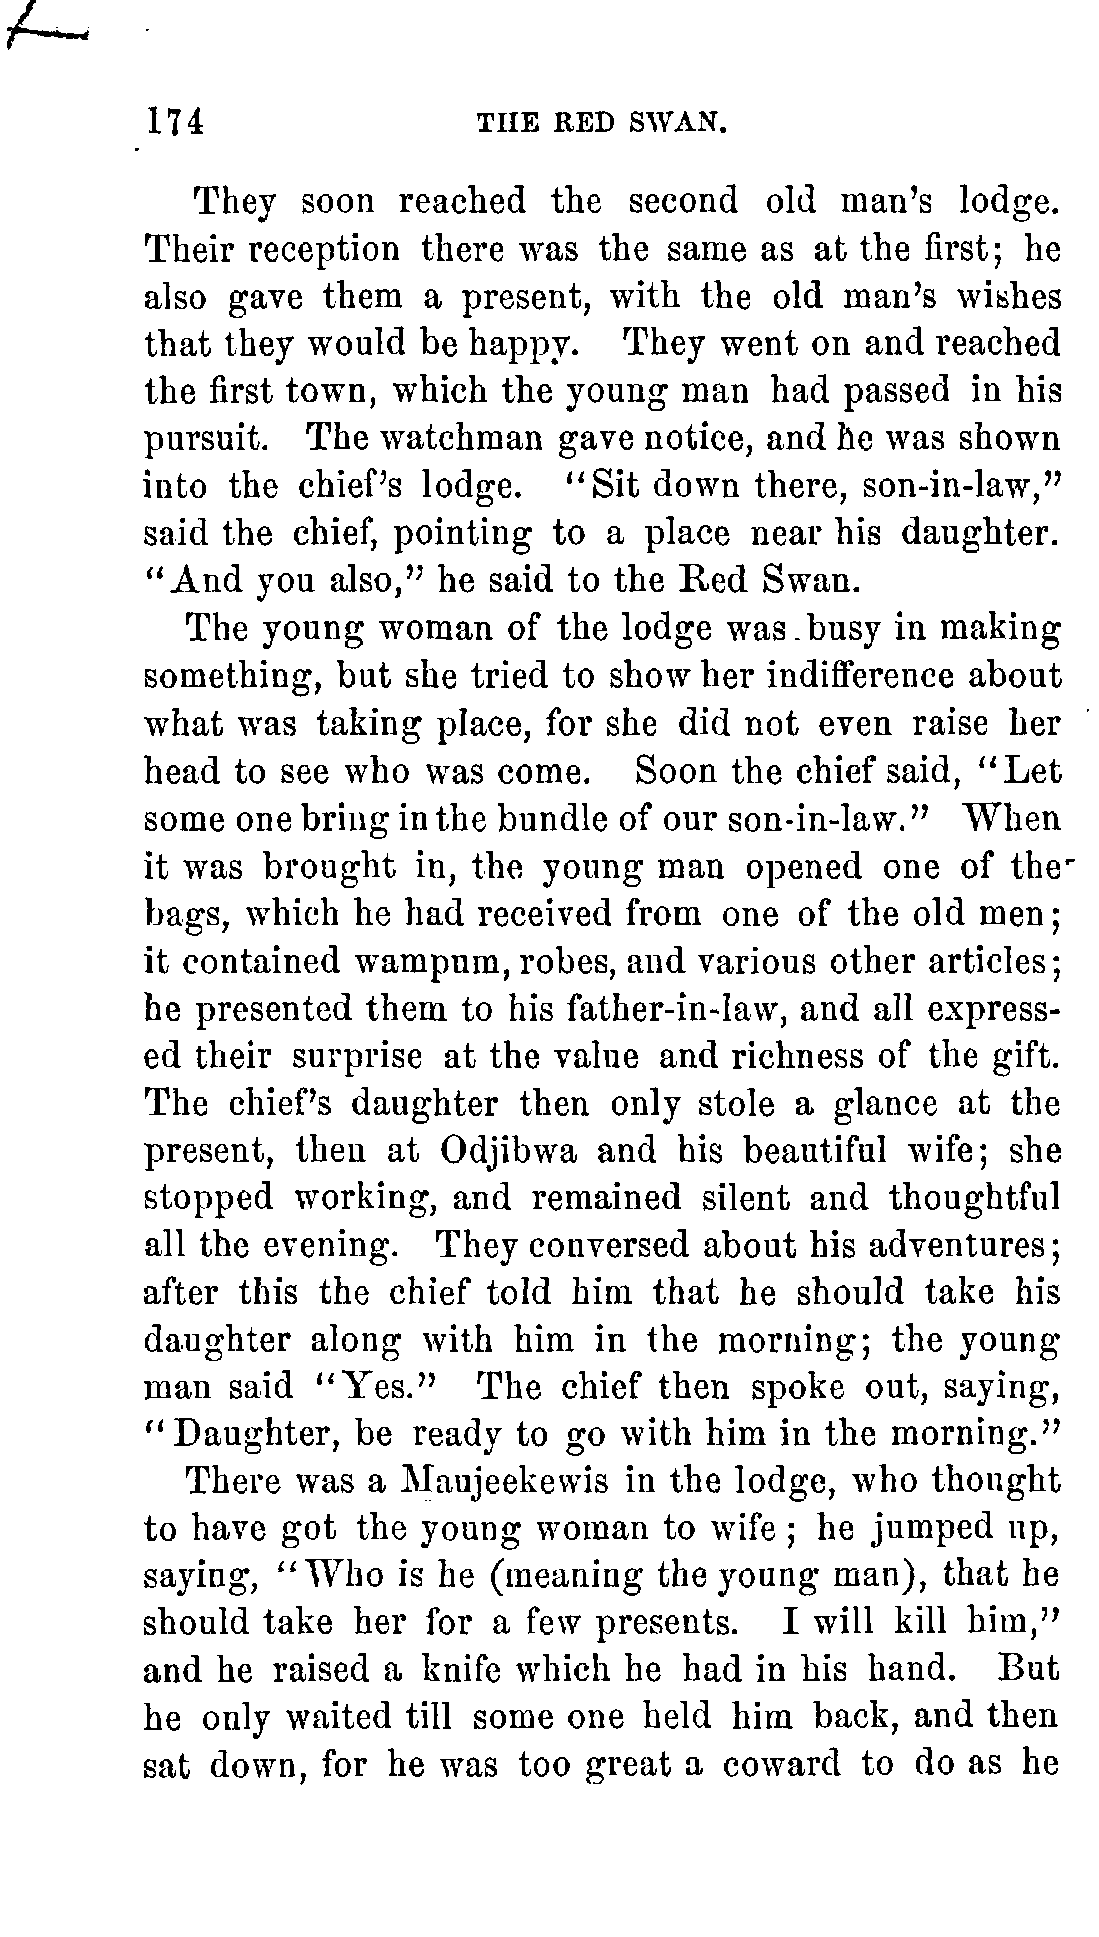 174 THE RED SWAN.
They soon reached the second old man's lodge.
Their reception there was the same as at the first; he
also gave them a present, with the old man's wishes
that they would be happy. They went on and reached
the first town, which the young man had passed in his
pursuit. The watchman gave notice, and he was shown
into the chief's lodge. "Sit down there, son-in-law,"
said the chief, pointing to a place near his daughter.
"And you also," he said to the Red Swan.
The young woman of the lodge was busy in making
something, but she tried to show her indifference about
what was taking place, for she did not even raise her
head to see who was come. Soon the chief said, "Let
some one bring in the bundle of our son-in-law." When
it was brought in, the young man opened one of the
bags, which he had received from one of the old men;
it contained wampum, robes, and various other articles;
he presented them to his father-in-law, and all express-
ed their surprise at the value and richness of the gift.
The chief's daughter then only stole a glance at the
present, then at Odjibwa and his beautiful wife; she
stopped working, and remained silent and thoughtful
all the evening. They conversed about his adventures;
after this the chief told him that he should take his
daughter along with him in the morning; the young
man said "Yes." The chief then spoke out, saying,
"Daughter, be ready to go with him in the morning."
There was a Maujeekewis in the lodge, who thought
to have got the young woman to wife; he jumped up,
saying, "Who is he (meaning the young man), that he
should take her for a few presents. I will kill him,"
and he raised a knife which he had in his hand. But
he only waited till some one held him back, and then
sat down, for he was too great a coward to do as he